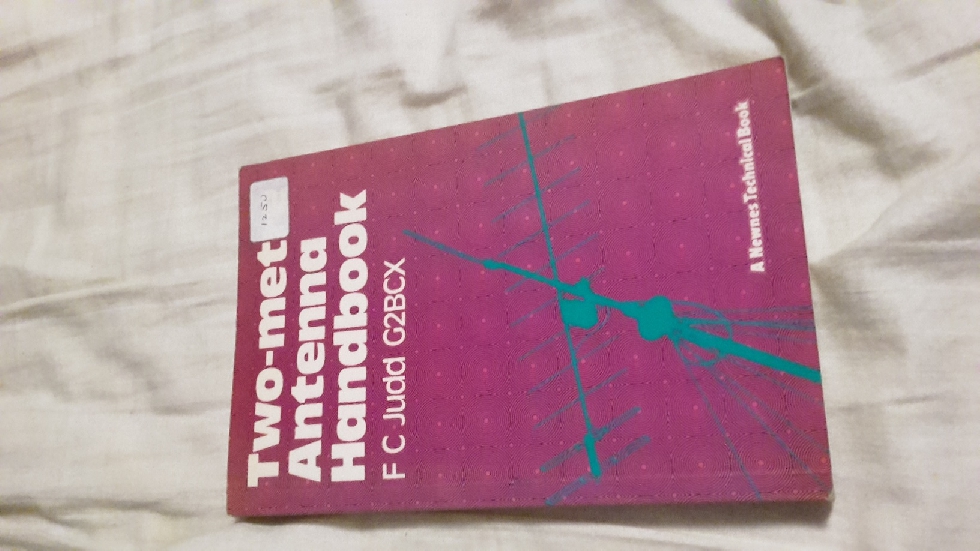 Two-met
Antenna
Handbook
F C Judd G2BCX
A Newnes Technical Book